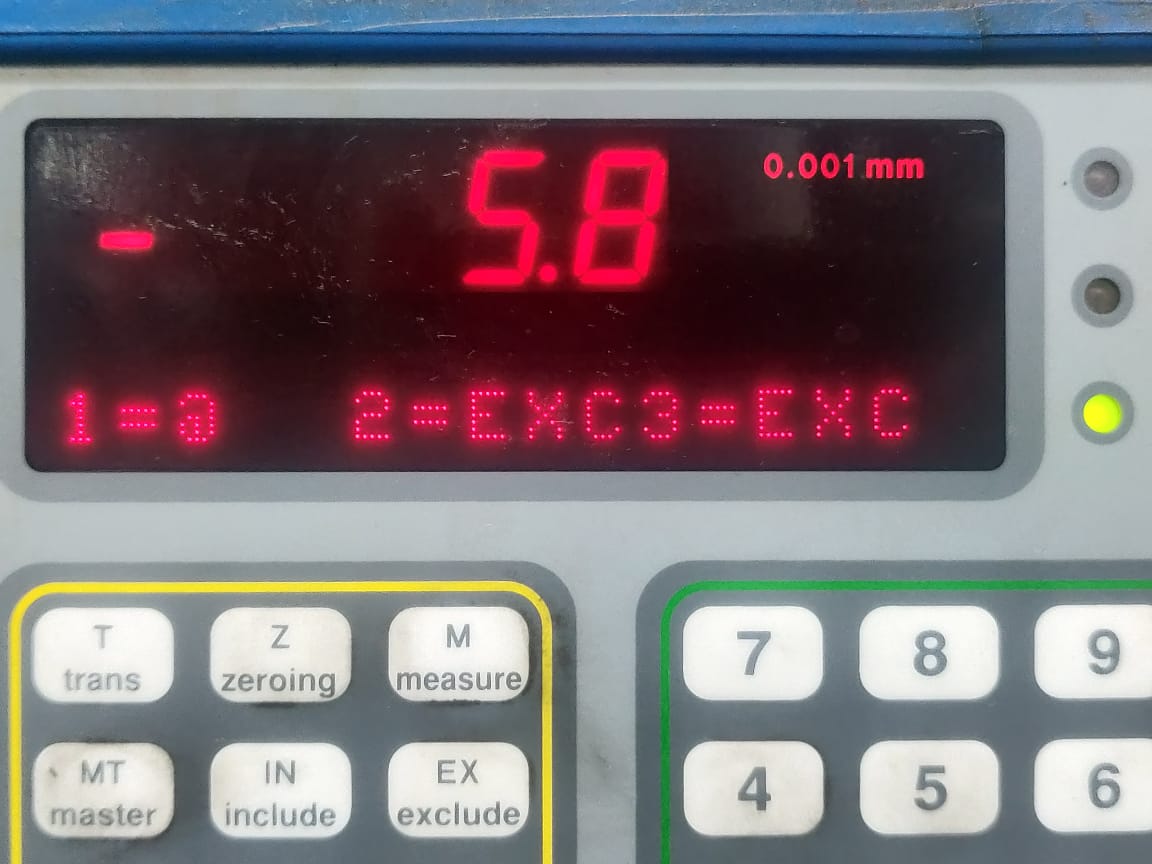 5.8 0.001 mm
-
1=a 2=EXC3=EXC
T Z M
trans zeroing measure
7 8 9
MT IN EX
master include exclude
4 5 6